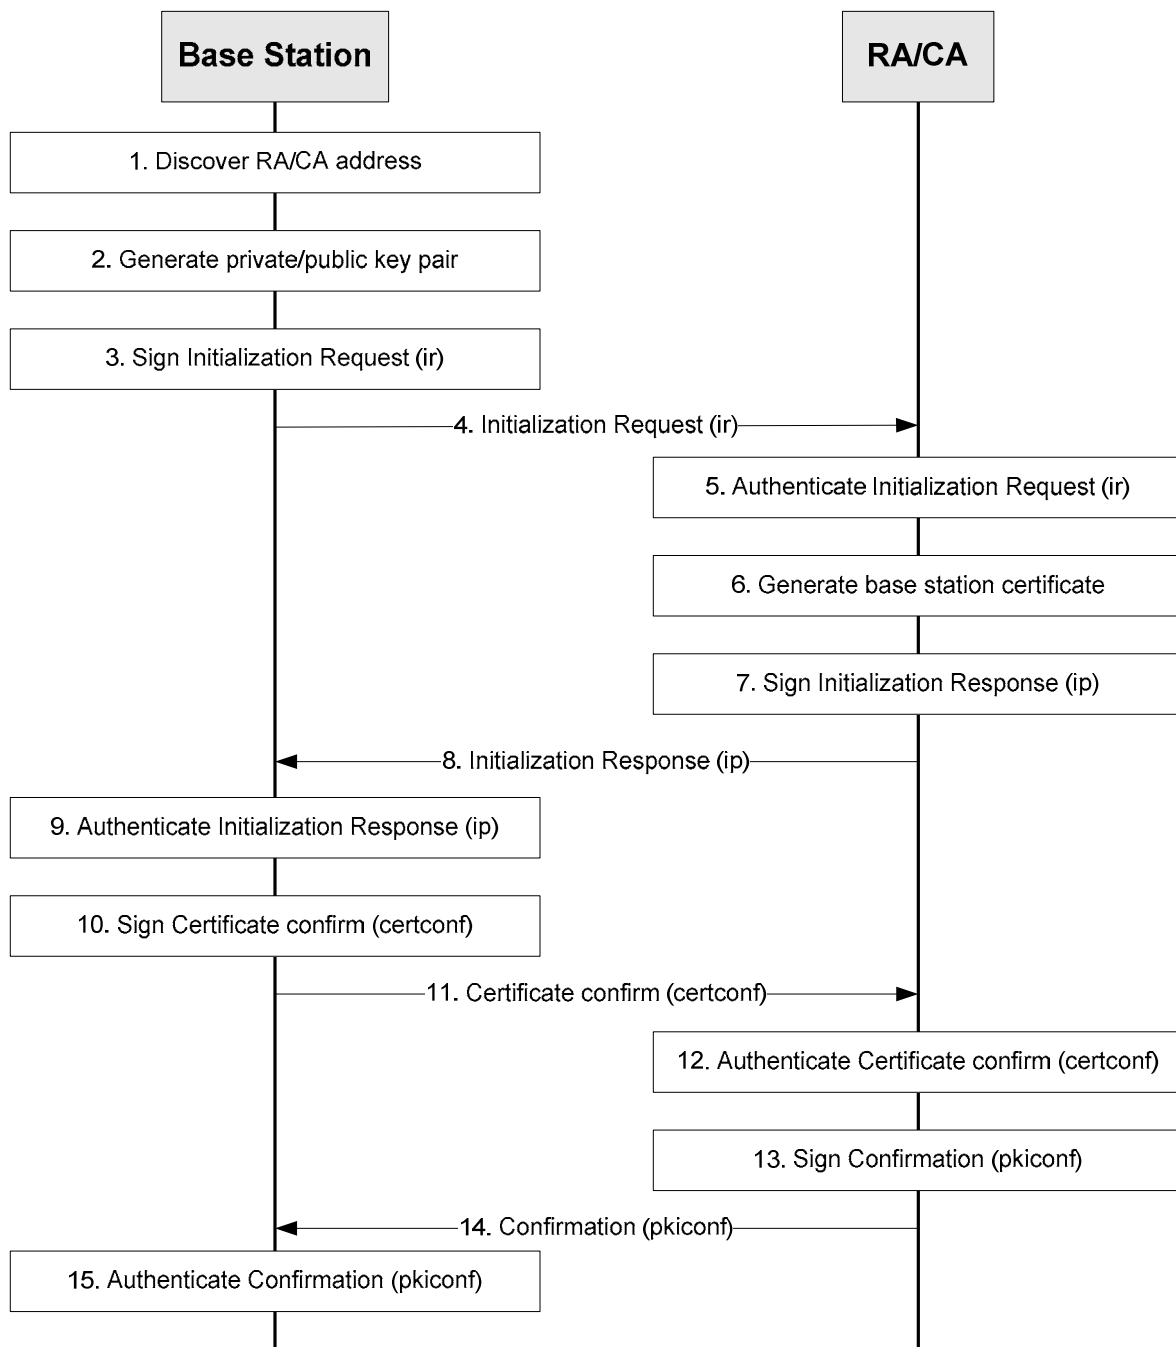 Base Station
RA/CA
1. Discover RA/CA address
2. Generate private/public key pair
3. Sign Initialization Request (ir)
4. Initialization Request (ir)
5. Authenticate Initialization Request (ir)
6. Generate base station certificate
7. Sign Initialization Response (ip)
8. Initialization Response (ip)
9. Authenticate Initialization Response (ip)
10. Sign Certificate confirm (certconf)
11. Certificate confirm (certconf)
12. Authenticate Certificate confirm (certconf)
13. Sign Confirmation (pkiconf)
14. Confirmation (pkiconf)
15. Authenticate Confirmation (pkiconf)